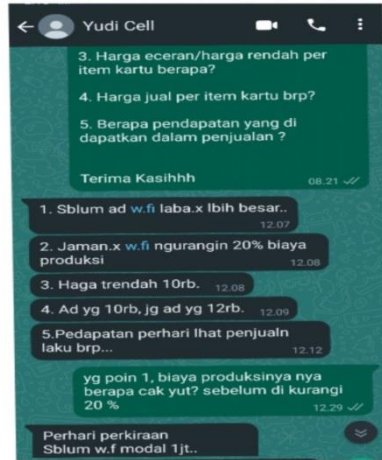 Yudi Cell
3. Harga eceran/harga rendah per
item kartu berapa?
4. Harga jual per item kartu brp?
5. Berapa pendapatan yang di
dapatkan dalam penjualan ?
Terima Kasihhh
08.21
1. Sblum ad w.fi laba.x lbih besar..
12.07
2. Jaman.x w.fi ngurangin 20% biaya
produksi
12.08
3. Haga trendah 10rb.
12.08
4. Ad yg 10rb, jg ad yg 12rb.
12.09
5.Pedapatan perhari lhat penjualn
laku brp...
12.12
yg poin 1, biaya produksinya nya
berapa cak yut? sebelum di kurangi
20 %
12.29
Perhari perkiraan
Sblum w.f modal 1jt..